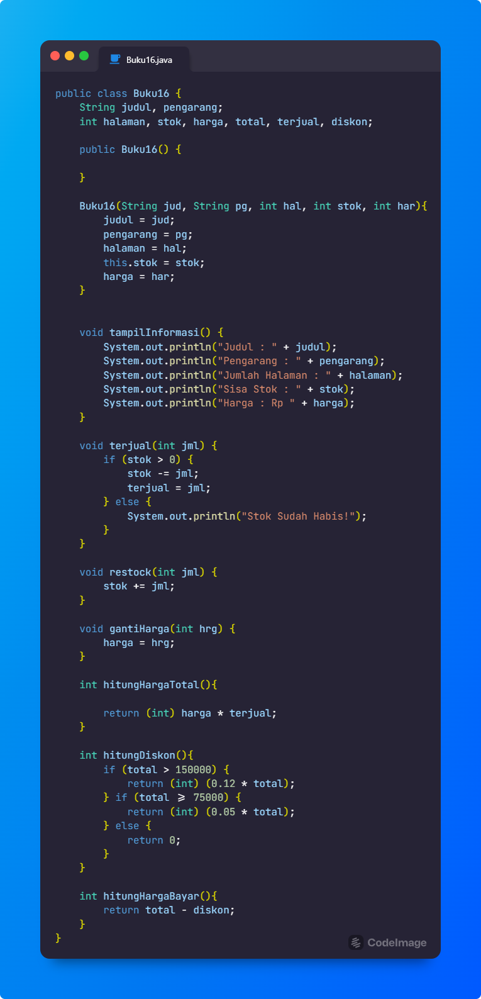 Buku16.java
public class Buku16 {
    String judul, pengarang;
    int halaman, stok, harga, total, terjual, diskon;

    public Buku16() {

    }

    Buku16(String jud, String pg, int hal, int stok, int har){
        judul = jud;
        pengarang = pg;
        halaman = hal;
        this.stok = stok;
        harga = har;
    }


    void tampilInformasi() {
        System.out.println("Judul : " + judul);
        System.out.println("Pengarang : " + pengarang);
        System.out.println("Jumlah Halaman : " + halaman);
        System.out.println("Sisa Stok : " + stok);
        System.out.println("Harga : Rp " + harga);
    }

    void terjual(int jml) {
        if (stok > 0) {
            stok -= jml;
            terjual = jml;
        } else {
            System.out.println("Stok Sudah Habis!");
        }
    }

    void restock(int jml) {
        stok += jml;
    }

    void gantiHarga(int hrg) {
        harga = hrg;
    }

    int hitungHargaTotal(){

        return (int) harga * terjual;
    }

    int hitungDiskon(){
        if (total > 150000) {
            return (int) (0.12 * total);
        } if (total >= 75000) {
            return (int) (0.05 * total);
        } else {
            return 0;
        }
    }

    int hitungHargaBayar(){
        return total - diskon;
    }
}
CodeImage